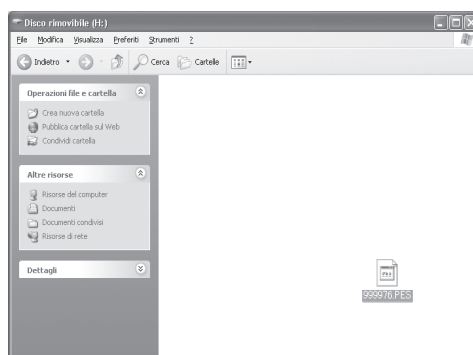 Disco rimovibile (H:)
File Modifica Visualizza Preferiti Strumenti ?
Indietro Cerca Cartelle
Operazioni file e cartella
Crea nuova cartella
Pubblica cartella sul Web
Condividi cartella
Altre risorse
Risorse del computer
Documenti
Documenti condivisi
Risorse di rete
Dettagli
PES
999976.PES